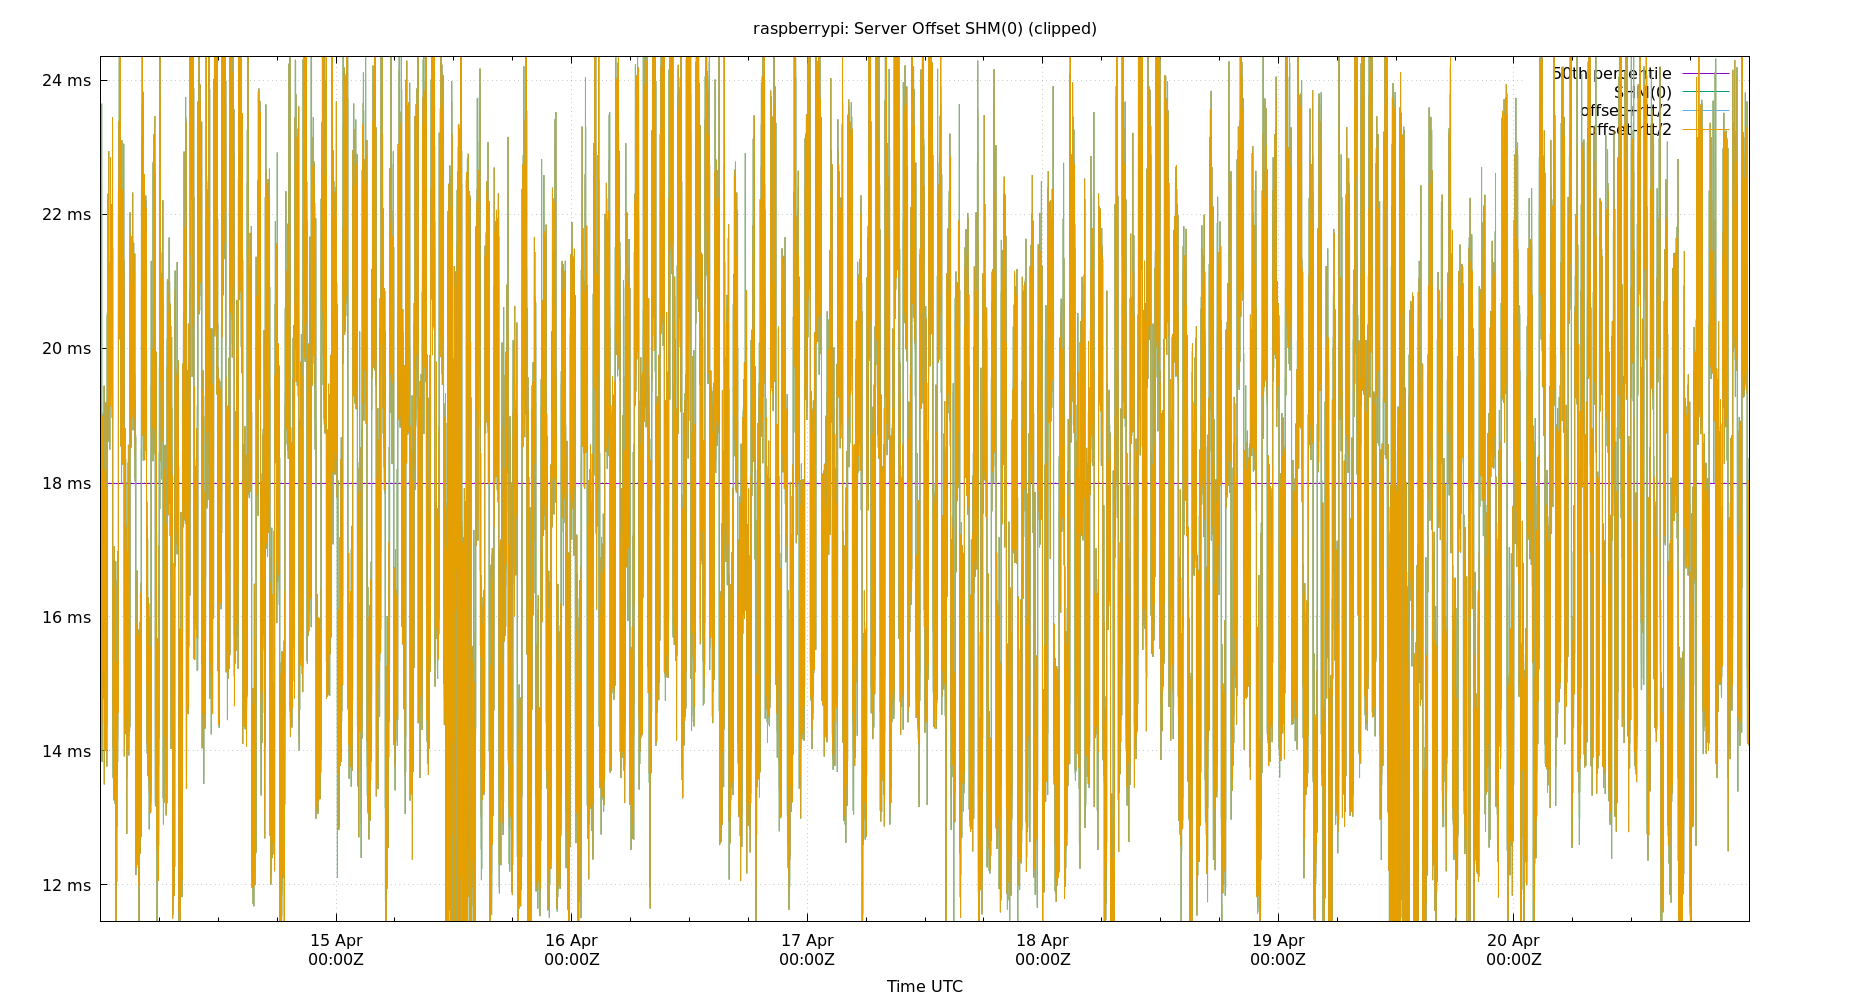 raspberrypi: Server Offset SHM(0) (clipped)
24 ms
22 ms
20 ms
18 ms
16 ms
14 ms
12 ms
50th percentile
SHM(0)
offset-rtt/2
offset+rtt/2
15 Apr
00:00Z
16 Apr
00:00Z
17 Apr
00:00Z
18 Apr
00:00Z
19 Apr
00:00Z
20 Apr
00:00Z
Time UTC